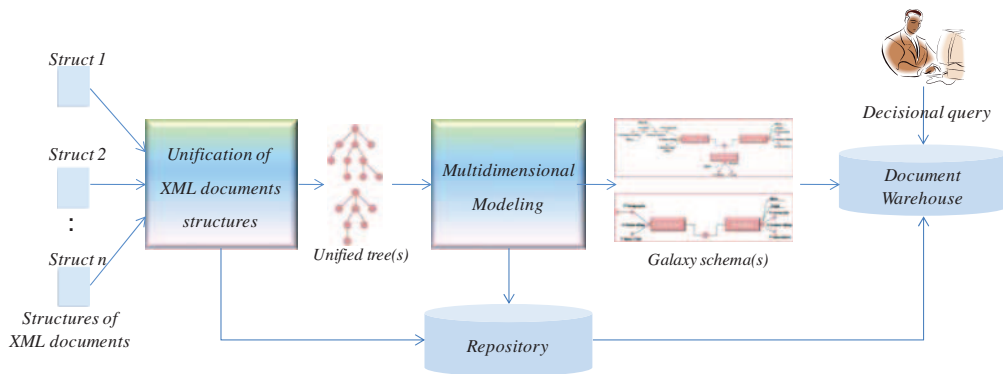 Struct 1
Struct 2
:
Struct n
Structures of
XML documents
Unification of
XML documents
structures
Unified tree(s)
Multidimensional
Modeling
Galaxy schema(s)
Decisional query
Document
Warehouse
Repository